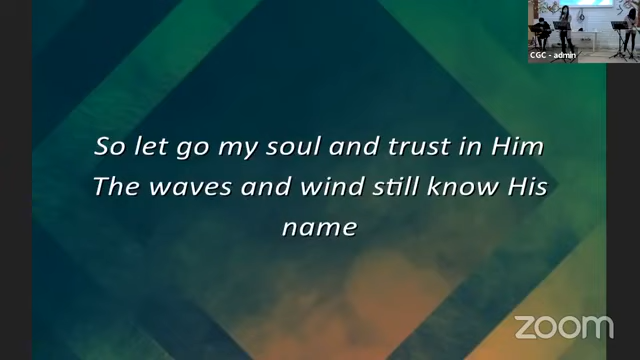 CGC - admin
So let go my soul and trust in Him
The waves and wind still know His
name
zoom